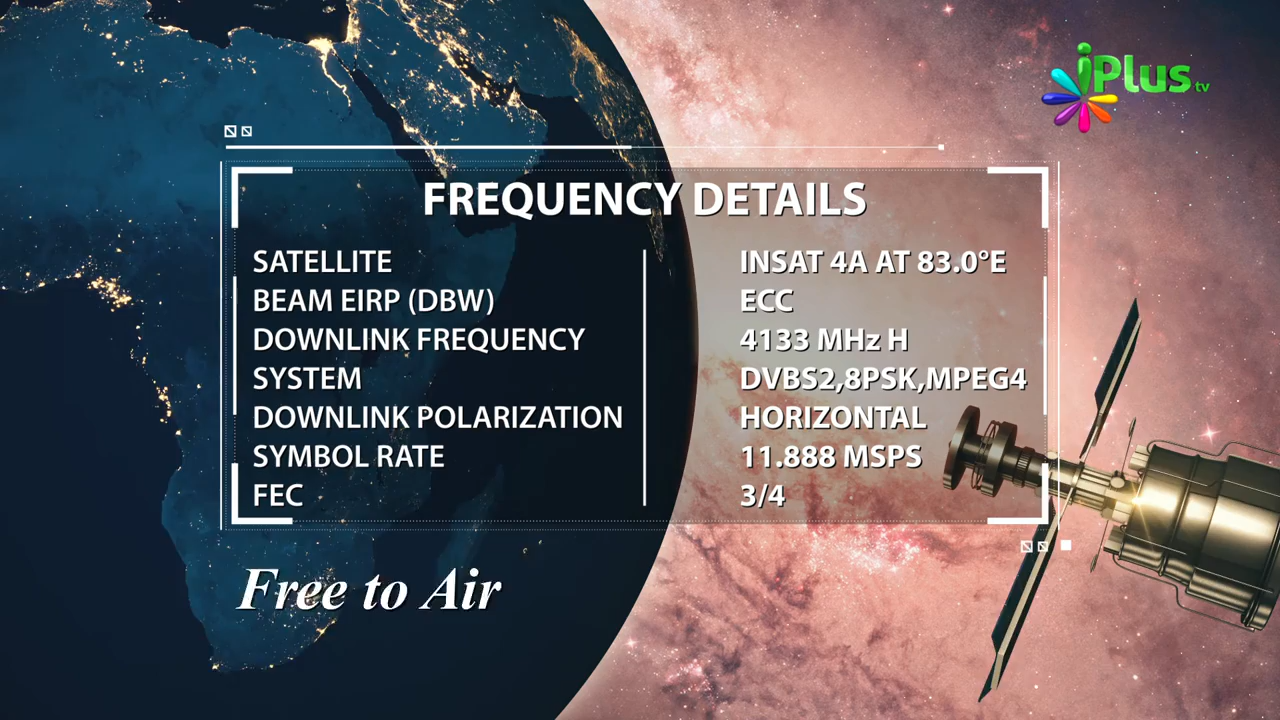 iPlus tv
FREQUENCY DETAILS
SATELLITE INSAT 4A AT 83.0°E
BEAM EIRP (DBW) ECC
DOWNLINK FREQUENCY 4133 MHz H
SYSTEM DVBS2,8PSK,MPEG4
DOWNLINK POLARIZATION HORIZONTAL
SYMBOL RATE 11.888 MSPS
FEC 3/4
Free to Air